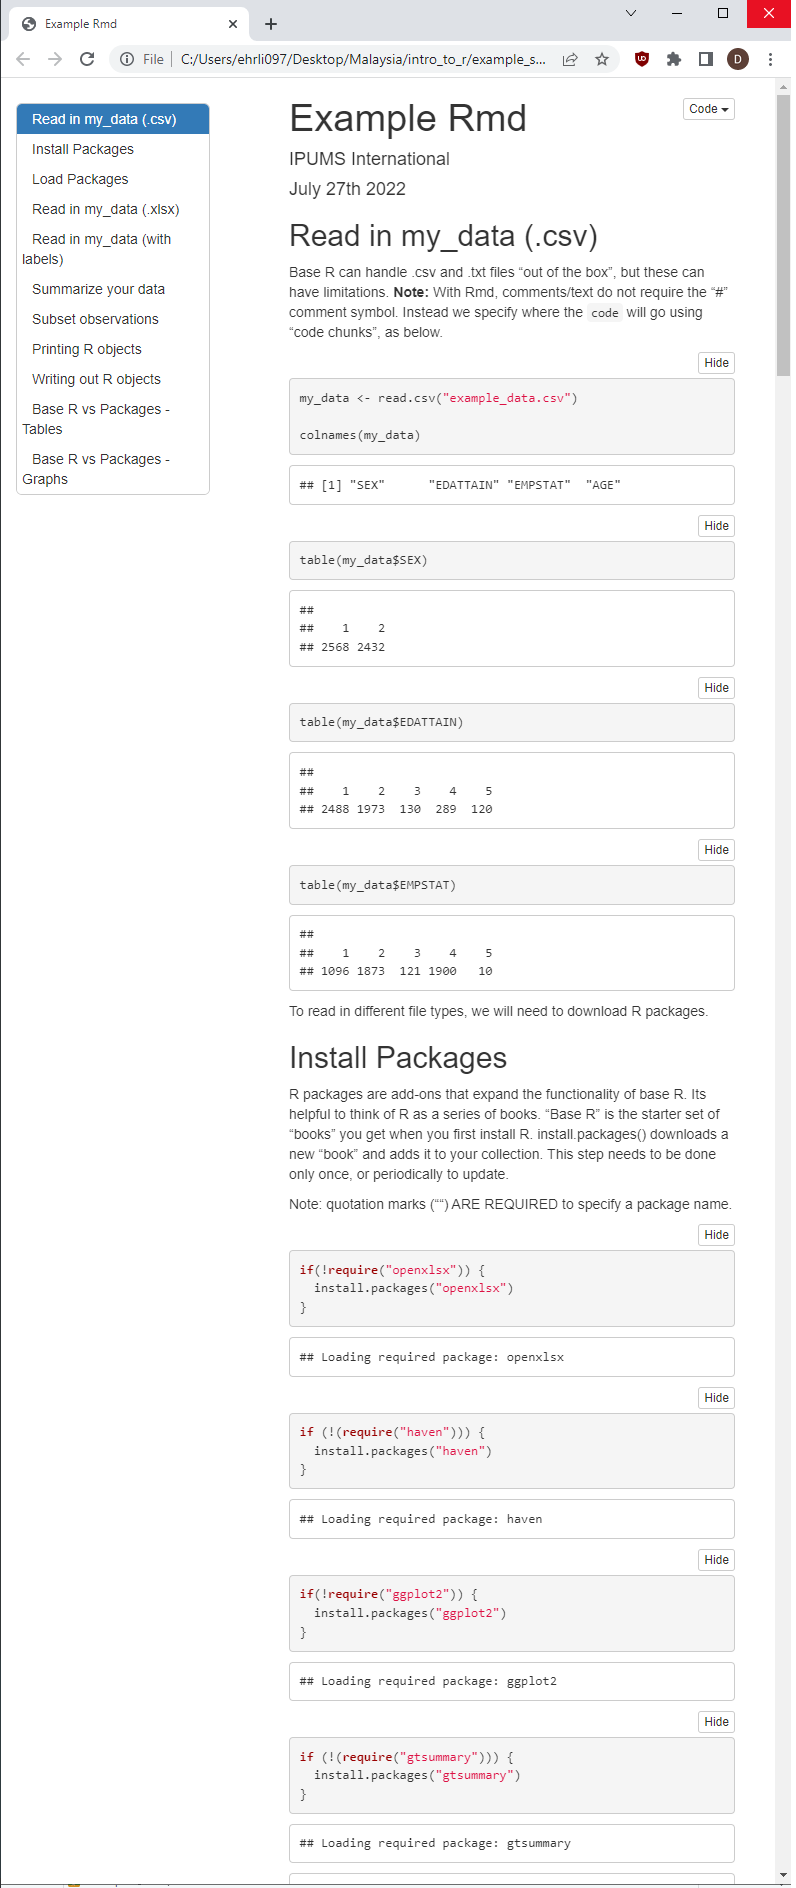 Example Rmd
File
C:/Users/ehrli097/Desktop/Malaysia/intro_to_r/example_s...
D
Read in my_data (.csv)
Install Packages
Load Packages
Read in my_data (.xlsx)
Read in my_data (with
labels)
Summarize your data
Subset observations
Printing R objects
Writing out R objects
Base R vs Packages -
Tables
Base R vs Packages -
Graphs
Example Rmd
Code
IPUMS International
July 27th 2022
Read in my_data (.csv)
Base R can handle .csv and .txt files “out of the box”, but these can
have limitations. Note: With Rmd, comments/text do not require the “#”
comment symbol. Instead we specify where the code will go using
“code chunks”, as below.
Hide
my_data <- read.csv("example_data.csv")
colnames(my_data)
## [1] "SEX"      "EDATTAIN" "EMPSTAT"  "AGE"
Hide
table(my_data$SEX)
##
##    1    2
## 2568 2432
Hide
table(my_data$EDATTAIN)
##
##    1    2    3    4    5
## 2488 1973  130  289  120
Hide
table(my_data$EMPSTAT)
##
##    1    2    3    4    5
## 1096 1873  121 1900   10
To read in different file types, we will need to download R packages.
Install Packages
R packages are add-ons that expand the functionality of base R. Its
helpful to think of R as a series of books. “Base R” is the starter set of
“books” you get when you first install R. install.packages() downloads a
new “book” and adds it to your collection. This step needs to be done
only once, or periodically to update.
Note: quotation marks (““) ARE REQUIRED to specify a package name.
Hide
if(!require("openxlsx")) {
  install.packages("openxlsx")
}
## Loading required package: openxlsx
Hide
if (!(require("haven"))) {
  install.packages("haven")
}
## Loading required package: haven
Hide
if(!require("ggplot2")) {
  install.packages("ggplot2")
}
## Loading required package: ggplot2
Hide
if (!(require("gtsummary"))) {
  install.packages("gtsummary")
}
## Loading required package: gtsummary